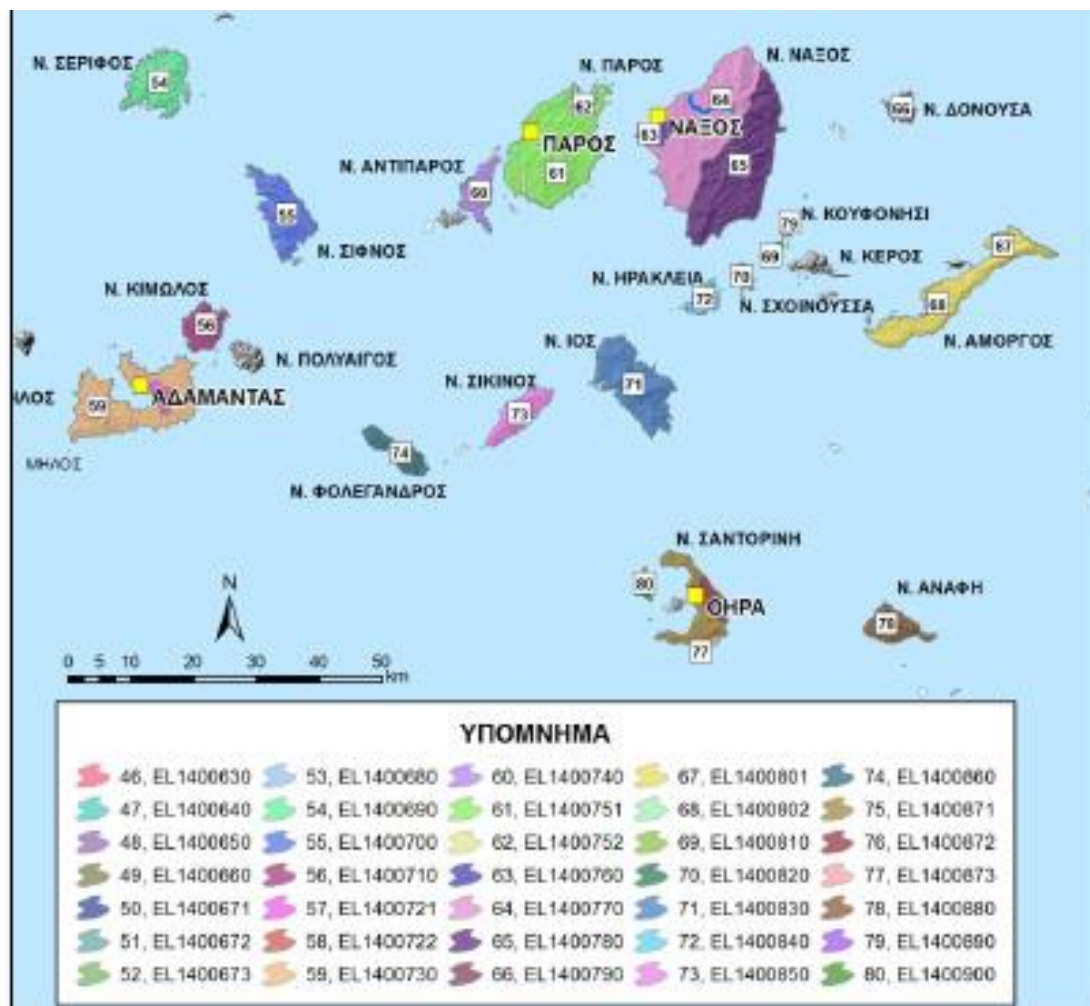 Ν. ΣΕΡΙΦΟΣ
54
Ν. ΠΑΡΟΣ
62
Ν. ΝΑΞΟΣ
64
66
Ν. ΔΟΝΟΥΣΑ
ΝΑΞΟΣ
63
ΠΑΡΟΣ
61
65
Ν. ΑΝΤΙΠΑΡΟΣ
60
55
Ν. ΣΙΦΝΟΣ
Ν. ΚΟΥΦΟΝΗΣΙ
79
69
Ν. ΚΕΡΟΣ
67
Ν. ΗΡΑΚΛΕΙΑ
70
72
Ν. ΣΧΟΙΝΟΥΣΣΑ
68
Ν. ΑΜΟΡΓΟΣ
Ν. ΚΙΜΩΛΟΣ
56
Ν. ΠΟΛΥΑΙΓΟΣ
Ν. ΙΟΣ
71
Ν. ΣΙΚΙΝΟΣ
73
ΗΛΟΣ
59
ΑΔΑΜΑΝΤΑΣ
ΜΗΛΟΣ
74
Ν. ΦΟΛΕΓΑΝΔΡΟΣ
Ν. ΣΑΝΤΟΡΙΝΗ
80
ΘΗΡΑ
77
Ν. ΑΝΑΦΗ
78
N
0 5 10 20 30 40 50
km
ΥΠΟΜΝΗΜΑ
46, EL1400630 53, EL1400680 60, EL1400740 67, EL1400801 74, EL1400860
47, EL1400640 54, EL1400690 61, EL1400751 68, EL1400802 75, EL1400871
48, EL1400650 55, EL1400700 62, EL1400752 69, EL1400810 76, EL1400872
49, EL1400660 56, EL1400710 63, EL1400760 70, EL1400820 77, EL1400873
50, EL1400671 57, EL1400721 64, EL1400770 71, EL1400830 78, EL1400880
51, EL1400672 58, EL1400722 65, EL1400780 72, EL1400840 79, EL1400890
52, EL1400673 59, EL1400730 66, EL1400790 73, EL1400850 80, EL1400900